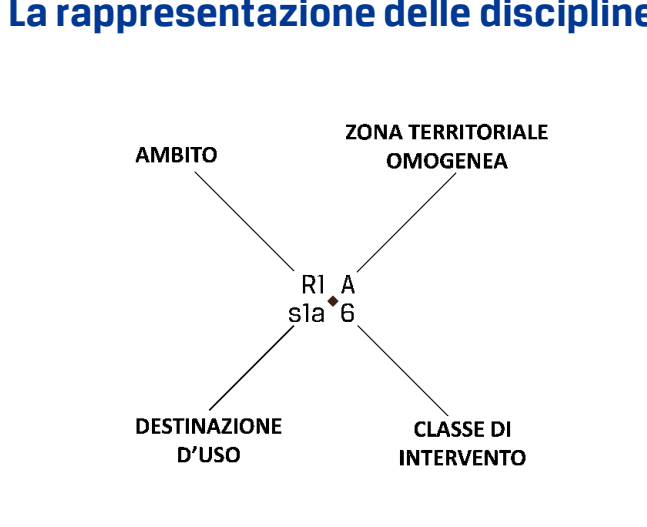 La rappresentazione delle discipline
AMBITO
ZONA TERRITORIALE
OMOGENEA
R1 A
s1a 6
DESTINAZIONE
D'USO
CLASSE DI
INTERVENTO